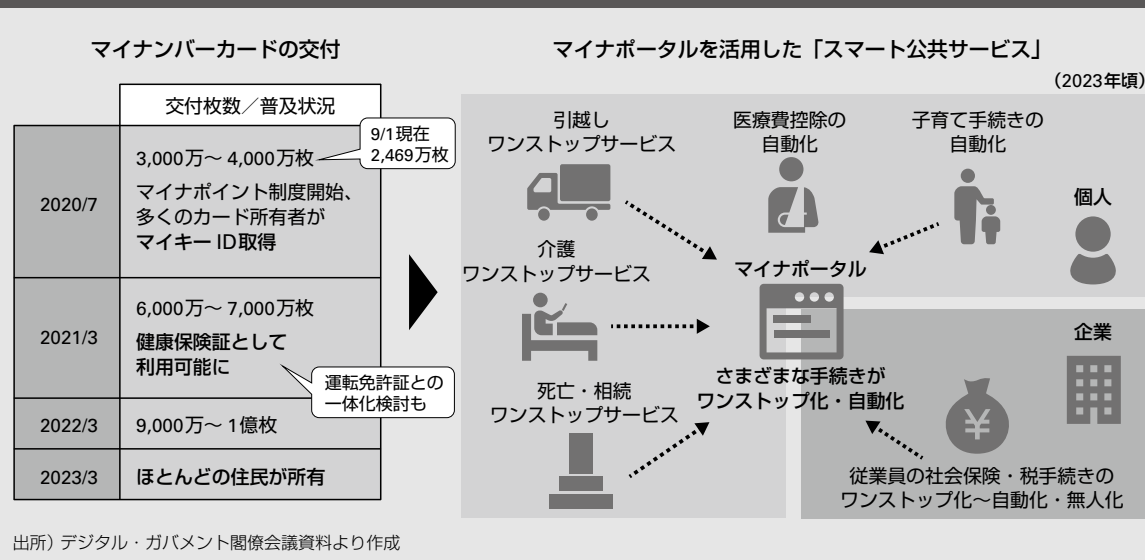 マイナンバーカードの交付
交付枚数／普及状況
2020/7
3,000万～4,000万枚
9/1現在
2,469万枚
マイナポイント制度開始、
多くのカード所有者が
マイキーID取得
2021/3
6,000万～7,000万枚
健康保険証として
利用可能に
運転免許証との
一体化検討も
2022/3
9,000万～1億枚
2023/3
ほとんどの住民が所有
マイナポータルを活用した「スマート公共サービス」
（2023年頃）
引越し
ワンストップサービス
医療費控除の
自動化
子育て手続きの
自動化
個人
介護
ワンストップサービス
マイナポータル
さまざまな手続きが
ワンストップ化・自動化
死亡・相続
ワンストップサービス
企業
¥
従業員の社会保険・税手続きの
ワンストップ化～自動化・無人化
出所）デジタル・ガバメント閣僚会議資料より作成